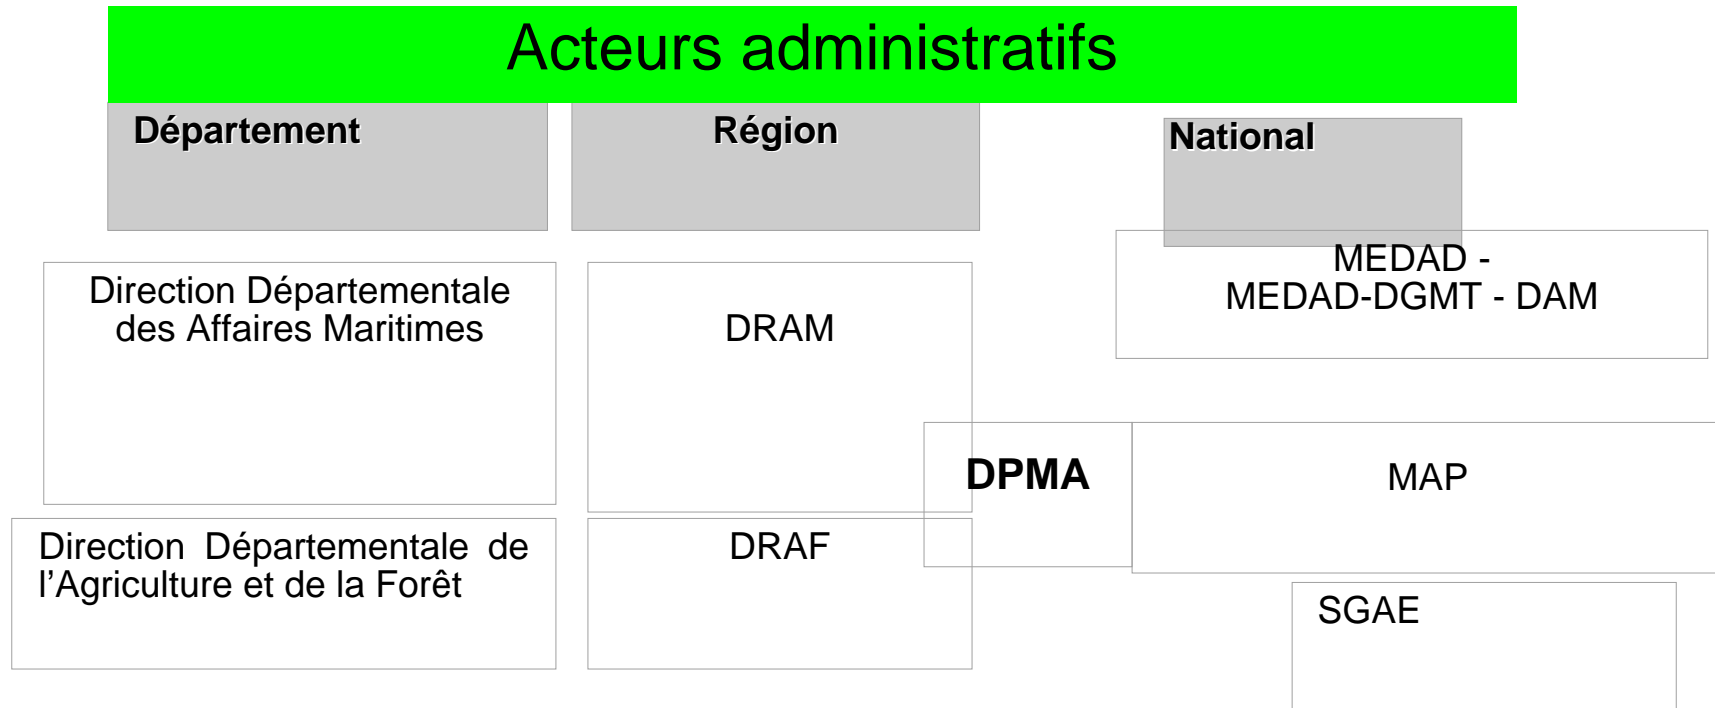 Acteurs administratifs
Département
Région
National
Direction Départementale
des Affaires Maritimes
DRAM
MEDAD -
MEDAD-DGMT - DAM
DPMA
MAP
Direction Départementale de
l’Agriculture et de la Forêt
DRAF
SGAE